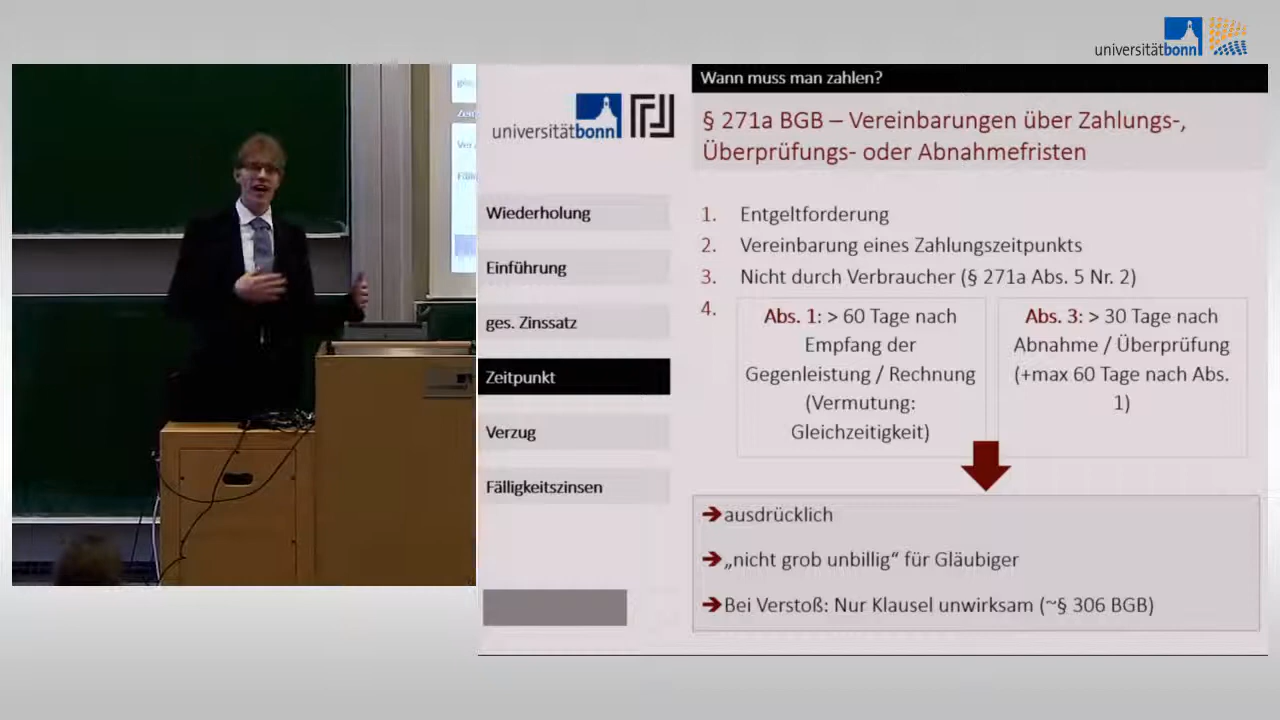 universitätbonn
Wann muss man zahlen?
universitätbonn
§ 271a BGB – Vereinbarungen über Zahlungs-,
Überprüfungs- oder Abnahmefristen
Wiederholung
Einführung
ges. Zinssatz
Zeitpunkt
Verzug
Fälligkeitszinsen
1. Entgeltforderung
2. Vereinbarung eines Zahlungszeitpunkts
3. Nicht durch Verbraucher (§ 271a Abs. 5 Nr. 2)
4.
Abs. 1: > 60 Tage nach
Empfang der
Gegenleistung / Rechnung
(Vermutung:
Gleichzeitigkeit)
Abs. 3: > 30 Tage nach
Abnahme / Überprüfung
(+max 60 Tage nach Abs.
1)
➔ausdrücklich
➔„nicht grob unbillig“ für Gläubiger
➔Bei Verstoß: Nur Klausel unwirksam (~§ 306 BGB)